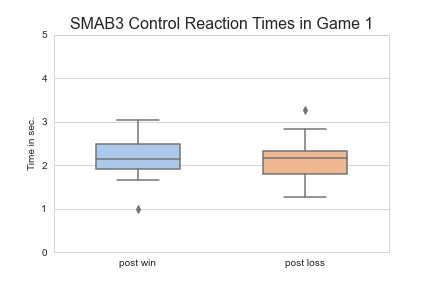 SMAB3 Control Reaction Times in Game 1
Time in sec.
5
4
3
2
1
0
post win
post loss